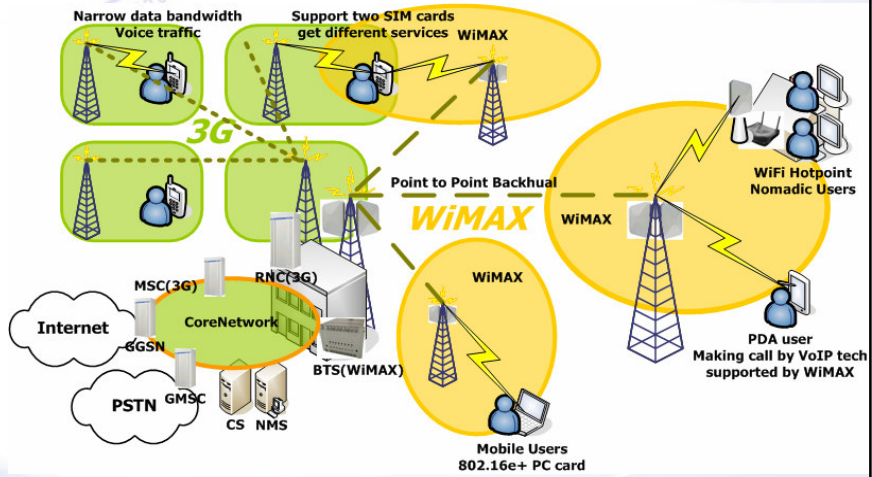 Narrow data bandwidth
Voice traffic
Support two SIM cards
get different services
WiMAX
3G
Point to Point Backhual
WiMAX
WiMAX
WiFi Hotpoint
Nomadic Users
WiMAX
RNC(3G)
MSC(3G)
CoreNetwork
Internet
GGSN
BTS(WiMAX)
GMSC
PSTN
CS
NMS
PDA user
Making call by VoIP tech
supported by WiMAX
Mobile Users
802.16e+ PC card